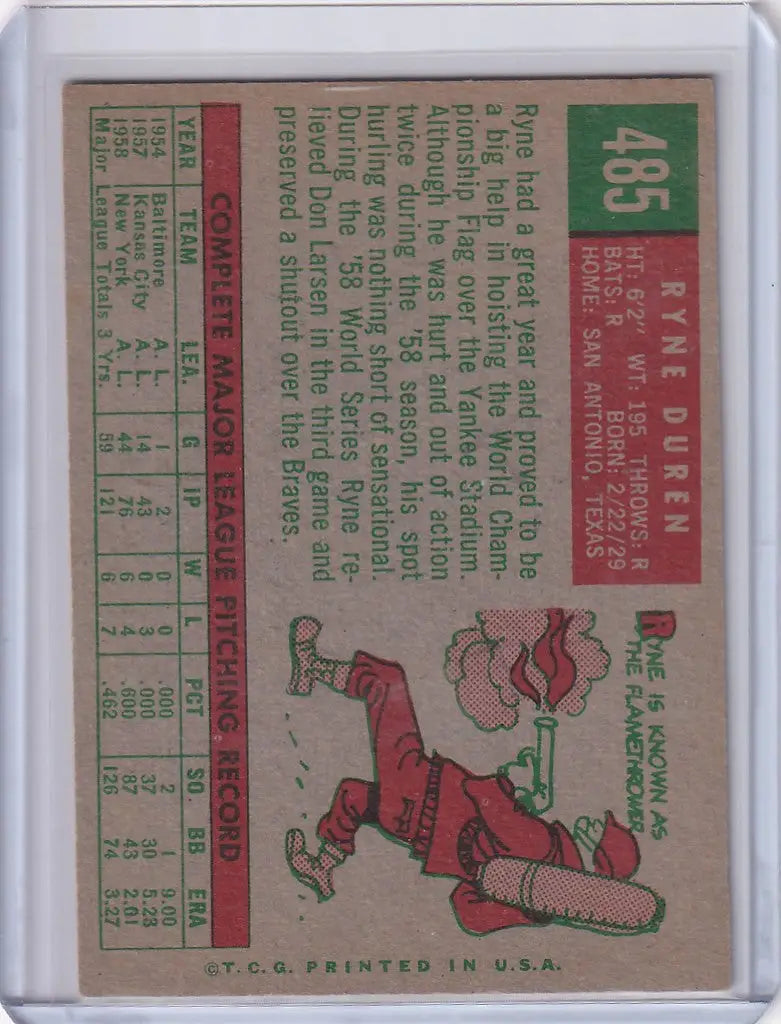 485
RYNE DUREN
HT: 6'2" WT: 195 THROWS: R
BATS: R BORN: 2/22/29
HOME: SAN ANTONIO, TEXAS
Ryne had a great year and proved to be
a big help in hoisting the World Cham-
pionship Flag over the Yankee Stadium.
Although he was hurt and out of action
twice during the '58 season, his spot
hurling was nothing short of sensational.
During the '58 World Series Ryne re-
lieved Don Larsen in the third game and
preserved a shutout over the Braves.
RYNE IS KNOWN AS
THE FLAMETHROWER
COMPLETE MAJOR LEAGUE PITCHING RECORD
YEAR TEAM LEA. G IP W L PCT SO BB ERA
1954 Baltimore A. L. 1 2 0 0 .000 2 1 9.00
1957 Kansas City A. L. 14 43 0 3 .000 37 30 5.23
1958 New York A. L. 44 76 6 4 .600 87 43 2.01
Major League Totals 3 Yrs. 59 121 6 7 .462 126 74 3.27
©T.C.G. PRINTED IN U.S.A.